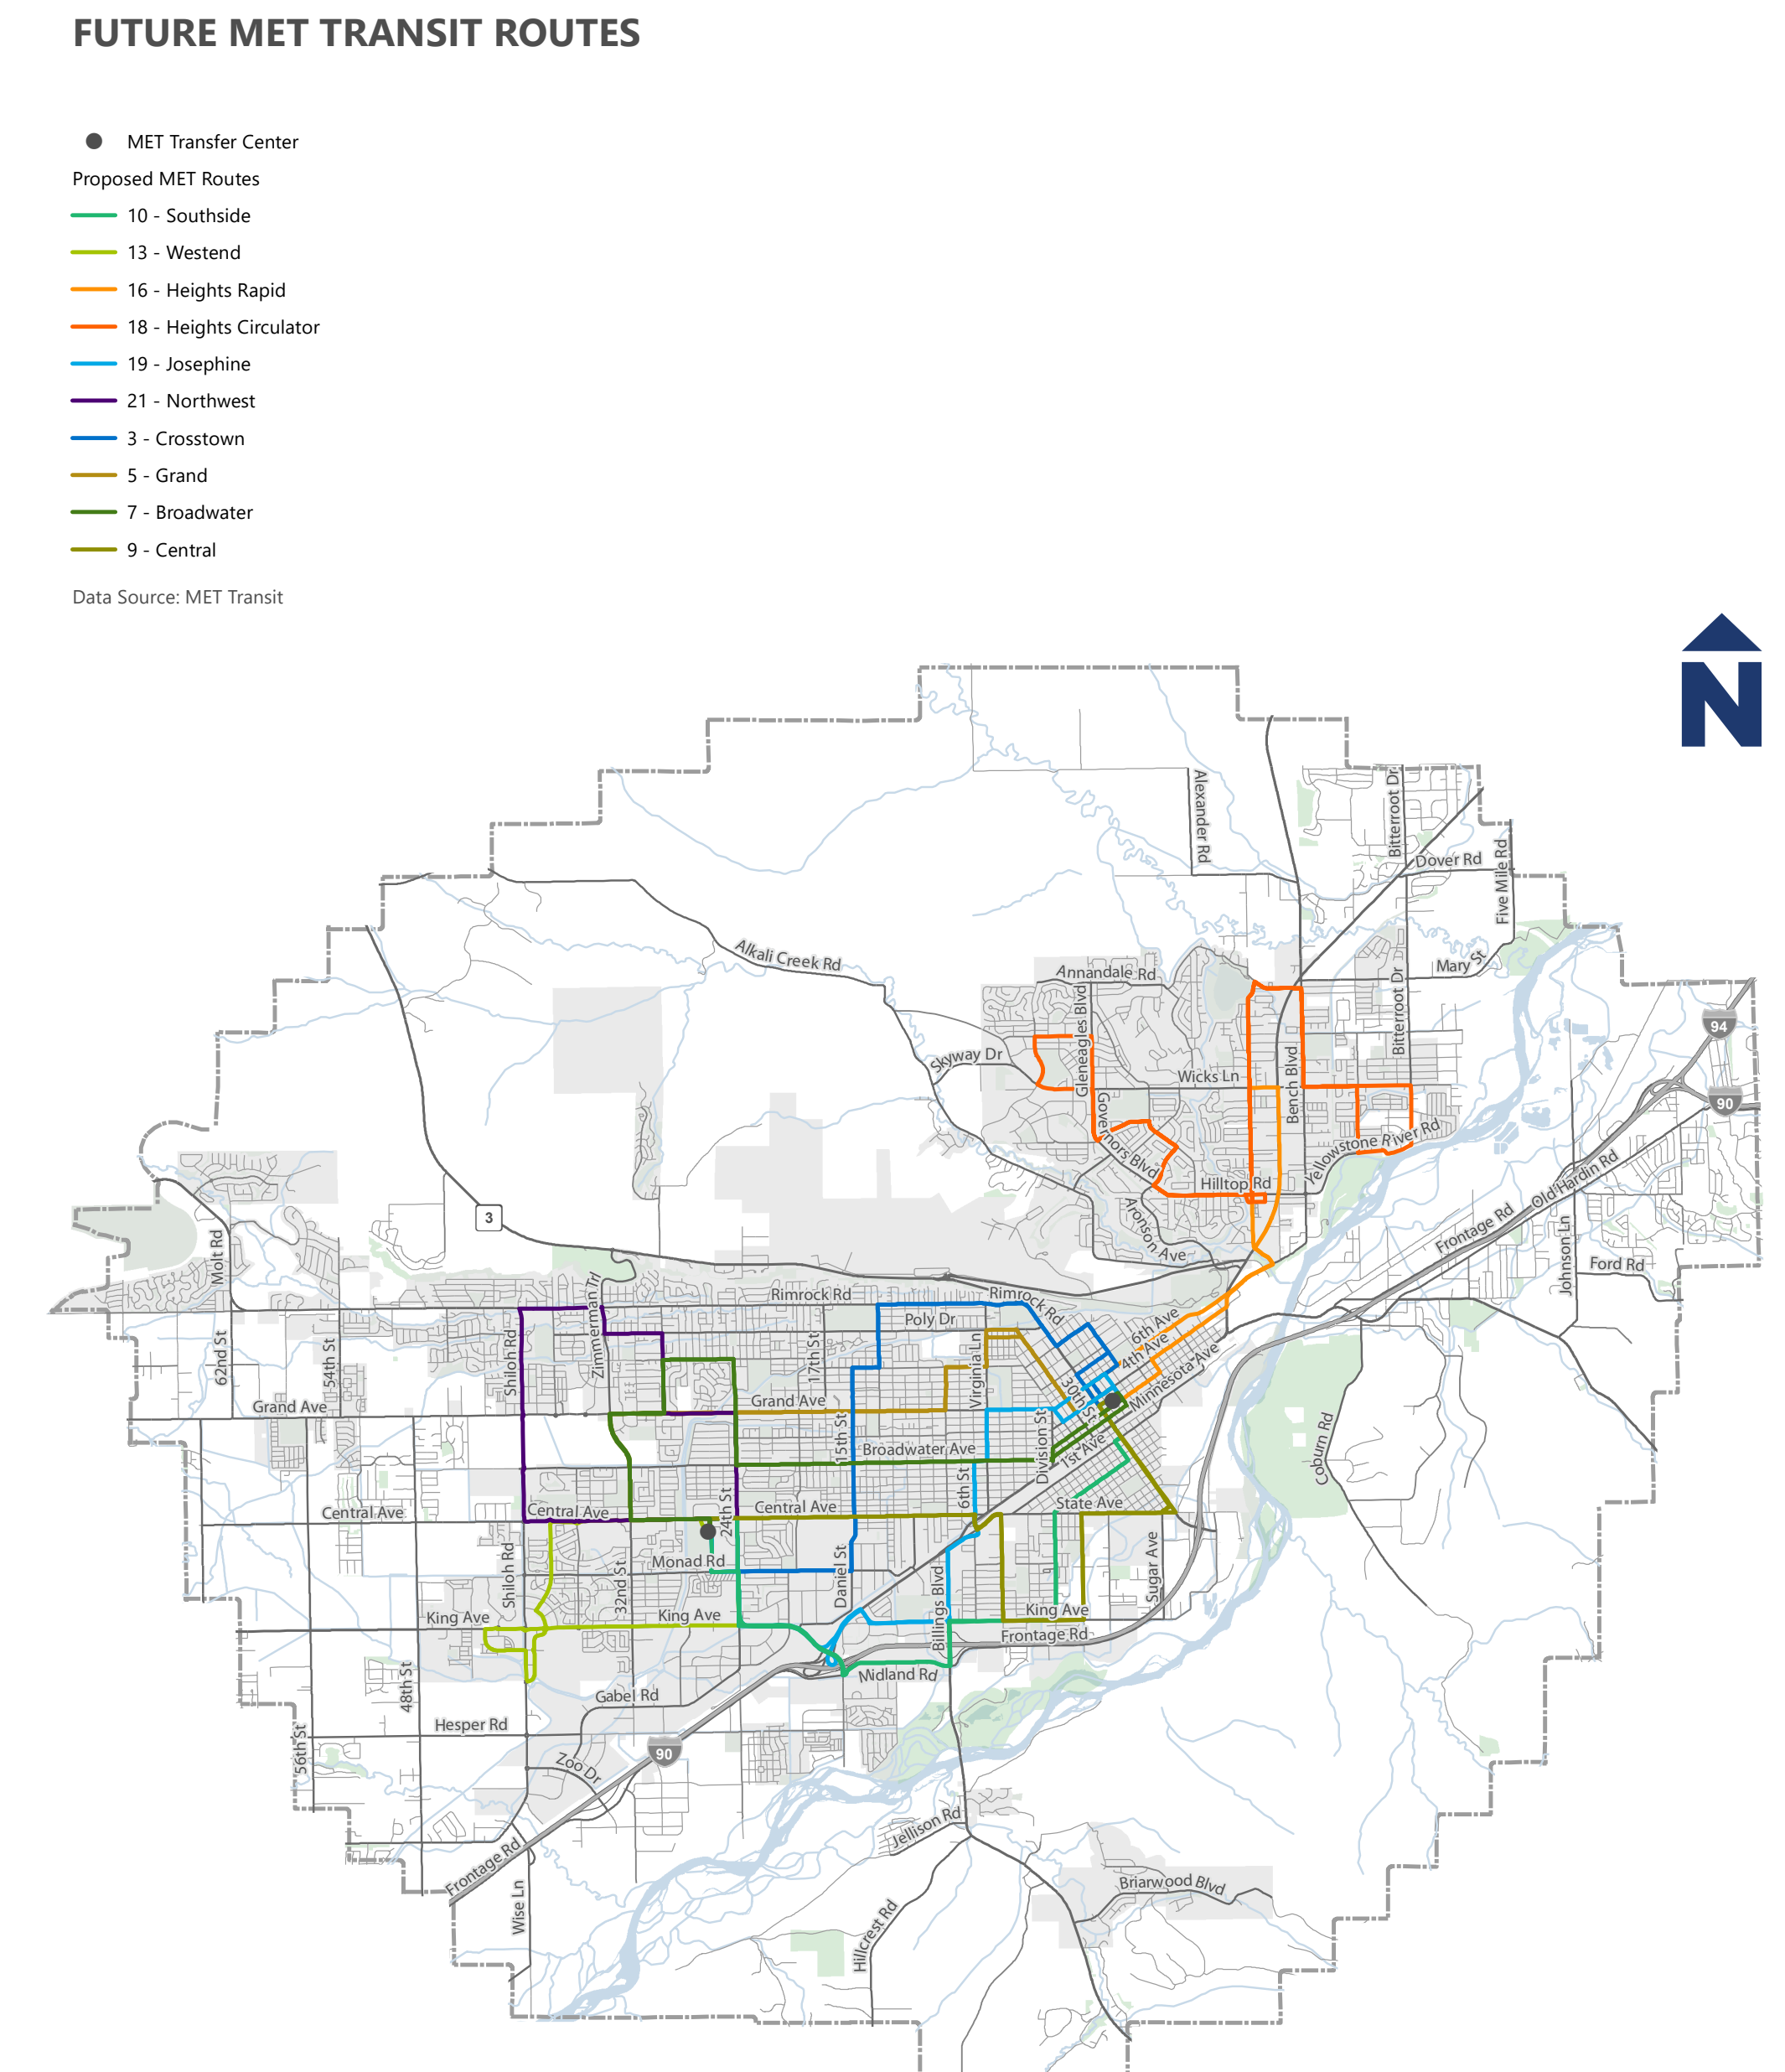 FUTURE MET TRANSIT ROUTES
MET Transfer Center
Proposed MET Routes
10 - Southside
13 - Westend
16 - Heights Rapid
18 - Heights Circulator
19 - Josephine
21 - Northwest
3 - Crosstown
5 - Grand
7 - Broadwater
9 - Central
Data Source: MET Transit
N
Alexander Rd
Bitterroot Dr
Dover Rd
Five Mile Rd
Alkali Creek Rd
Annandale Rd
Mary St
Gleneagles Blvd
Bitterroot Dr
94
Skyway Dr
Wicks Ln
Bench Blvd
90
Governors Blvd
Yellowstone River Rd
Hilltop Rd
Old Hardin Rd
3
Aronson Ave
Frontage Rd
Johnson Ln
Molt Rd
Ford Rd
Zimmerman Trl
Rimrock Rd
Rimrock Rd
Poly Dr
6th Ave
4th Ave
Minnesota Ave
62nd St
54th St
Shiloh Rd
17th St
Virginia Ln
30th St
Grand Ave
Grand Ave
15th St
Broadwater Ave
Division St
1st Ave
Coburn Rd
6th St
Central Ave
Central Ave
24th St
Central Ave
State Ave
Monad Rd
Shiloh Rd
32nd St
Daniel St
Billings Blvd
Sugar Ave
King Ave
King Ave
King Ave
Frontage Rd
48th St
Midland Rd
Gabel Rd
Hesper Rd
56th St
90
Zoo Dr
Jellison Rd
Frontage Rd
Wise Ln
Hillcrest Rd
Briarwood Blvd